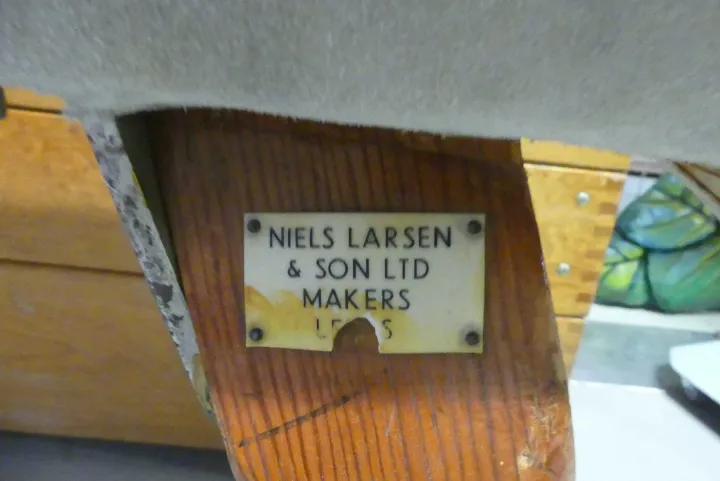 NIELS LARSEN
& SON LTD
MAKERS